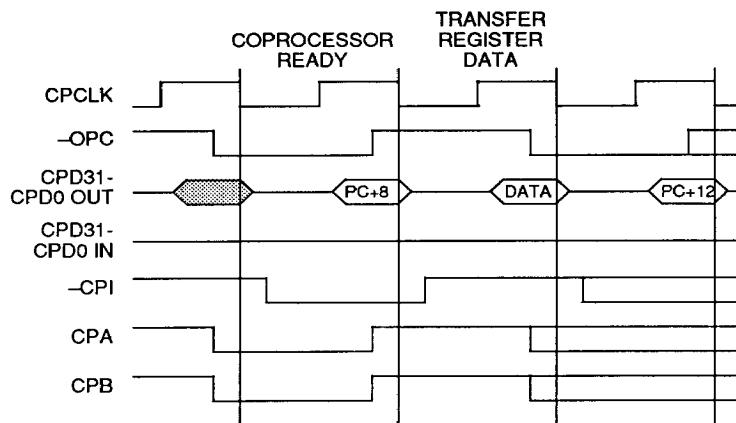 COPROCESSOR
READY
TRANSFER
REGISTER
DATA
CPCLK
–OPC
CPD31-
CPD0 OUT
PC+8
DATA
PC+12
CPD31-
CPD0 IN
–CPI
CPA
CPB